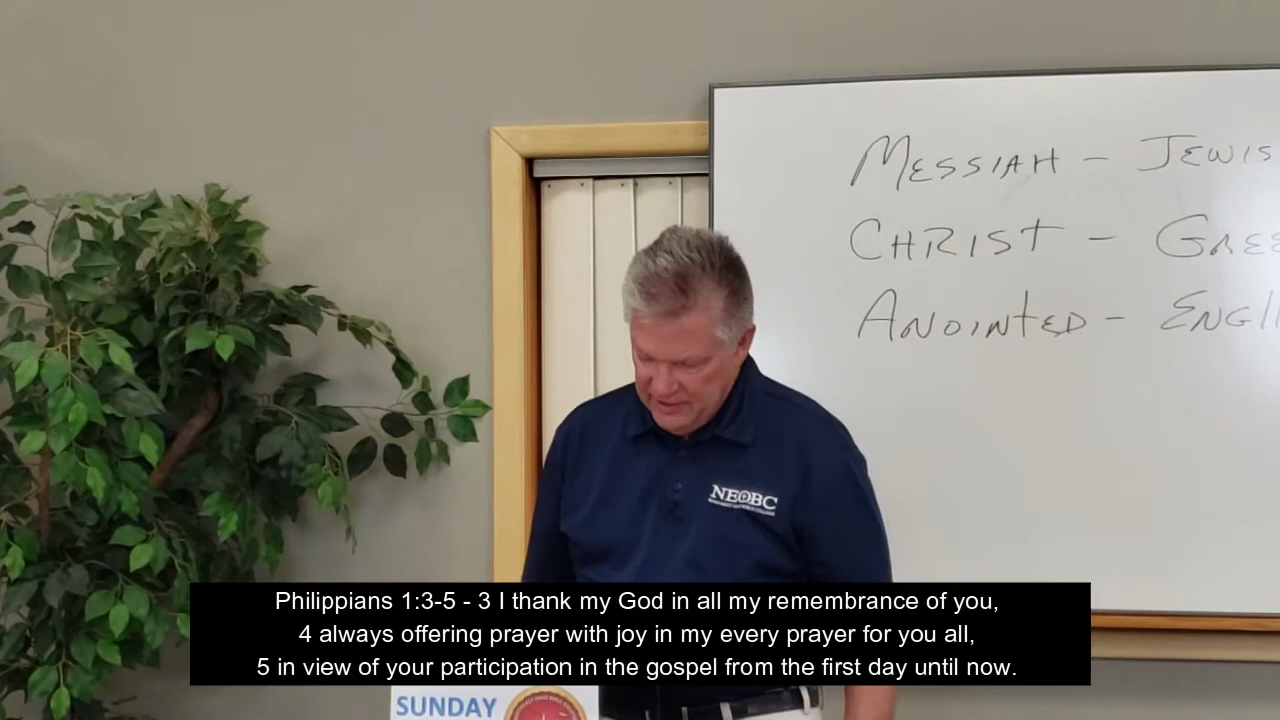 MESSIAH - JEWIS
CHRIST - GREE
ANOINTED - ENGLI
NEOBC
Philippians 1:3-5 - 3 I thank my God in all my remembrance of you,
4 always offering prayer with joy in my every prayer for you all,
5 in view of your participation in the gospel from the first day until now.
SUNDAY